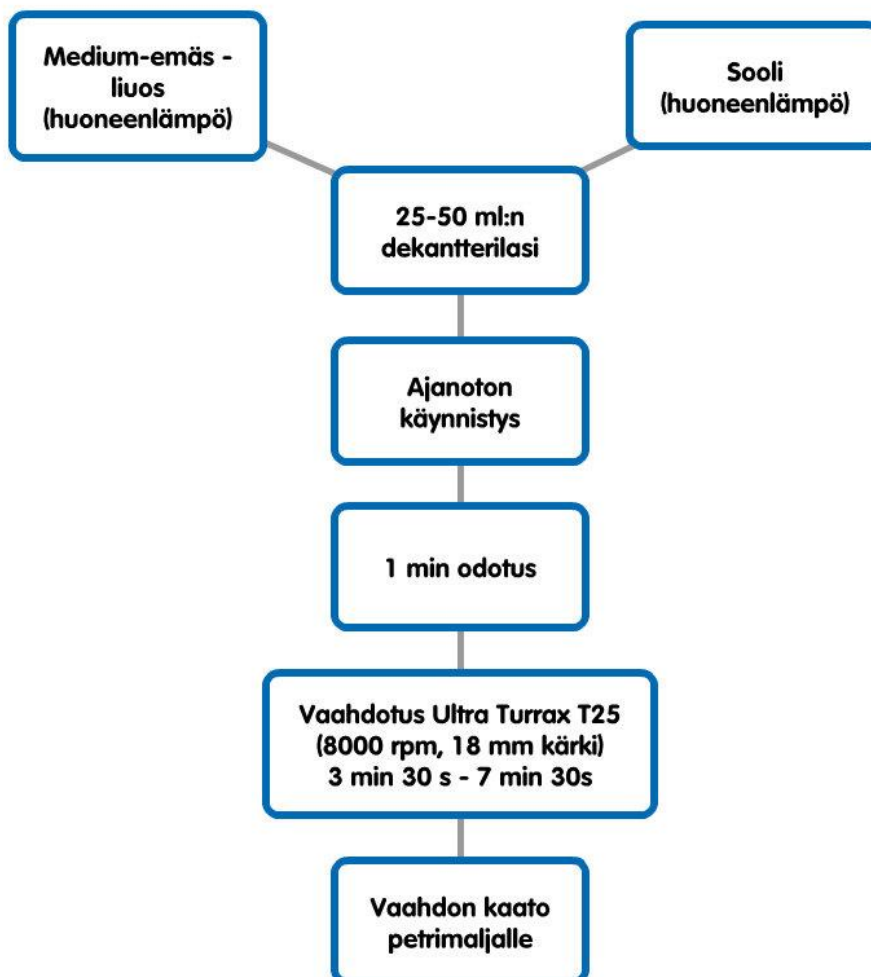 Medium-emäs -
liuos
(huoneenlämpö)
Sooli
(huoneenlämpö)
25-50 ml:n
dekantterilasi
Ajanoton
käynnistys
1 min odotus
Vaahdotus Ultra Turrax T25
(8000 rpm, 18 mm kärki)
3 min 30 s - 7 min 30s
Vaahdon kaato
petrimaljalle